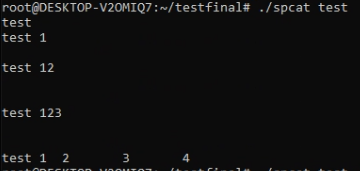 root@DESKTOP-V2OMIQ7:~/testfinal# ./spcat test
test
test 1
test 12
test 123
test 1  2       3       4